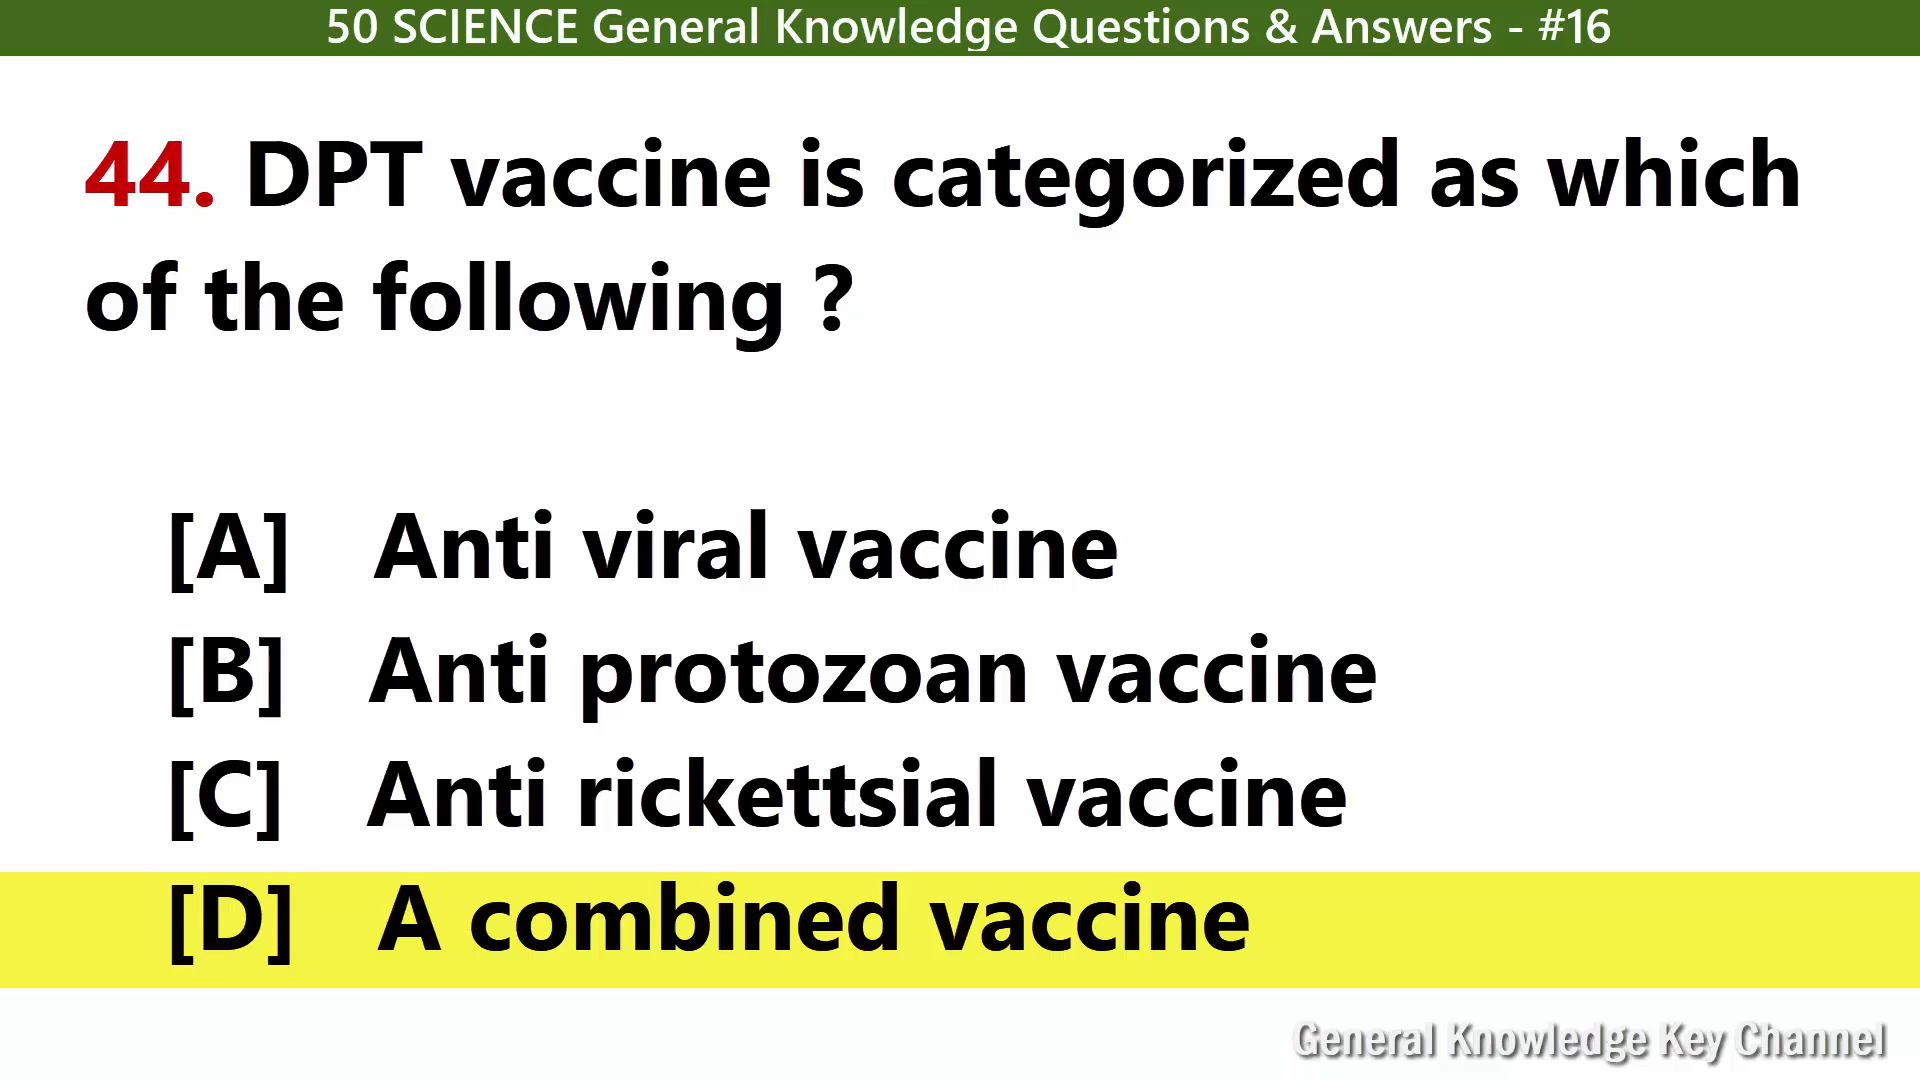 50 SCIENCE General Knowledge Questions & Answers - #16
44. DPT vaccine is categorized as which
of the following ?
[A] Anti viral vaccine
[B] Anti protozoan vaccine
[C] Anti rickettsial vaccine
[D] A combined vaccine
General Knowledge Key Channel